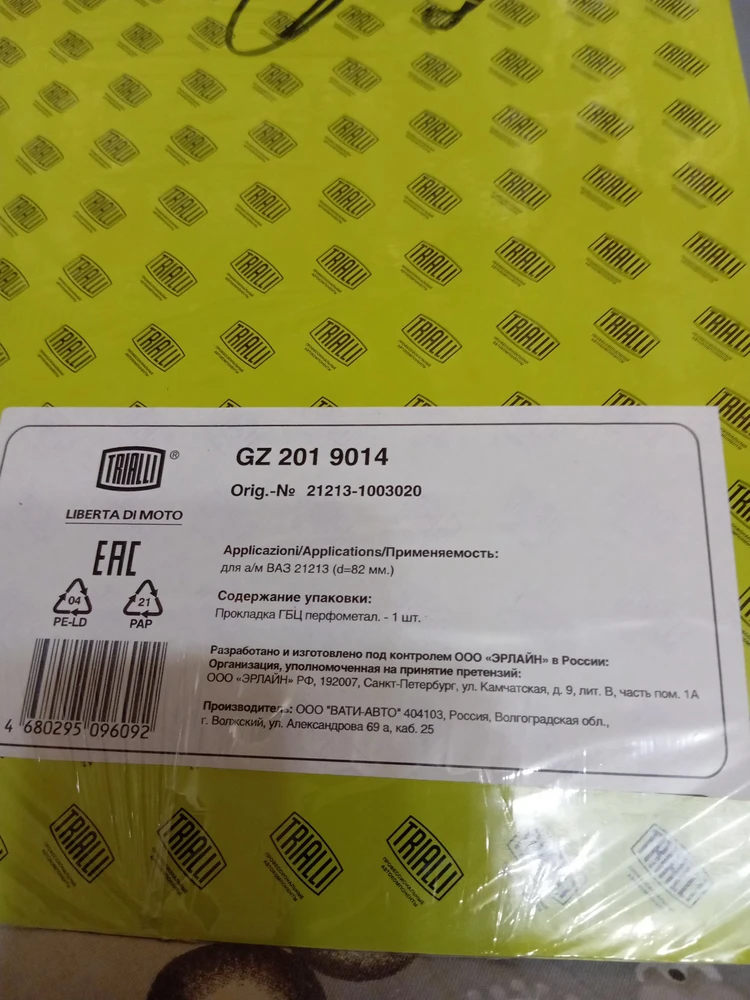 TRIALLI ®
GZ 201 9014
Orig.-№ 21213-1003020
LIBERTA DI MOTO
EAC
04
21
PE-LD
PAP
Applicazioni/Applications/Применяемость:
для а/м ВАЗ 21213 (d=82 мм.)
Содержание упаковки:
Прокладка ГБЦ перфометал. - 1 шт.
Разработано и изготовлено под контролем ООО «ЭРЛАЙН» в России:
Организация, уполномоченная на принятие претензий:
ООО «ЭРЛАЙН» РФ, 192007, Санкт-Петербург, ул. Камчатская, д. 9, лит. В, часть пом. 1А
Производитель: ООО "ВАТИ-АВТО" 404103, Россия, Волгоградская обл.,
г. Волжский, ул. Александрова 69 а, каб. 25
4 680295 096092
TRIALLI
ПРОФЕССИОНАЛЬНЫЕ
АВТОКОМПОНЕНТЫ